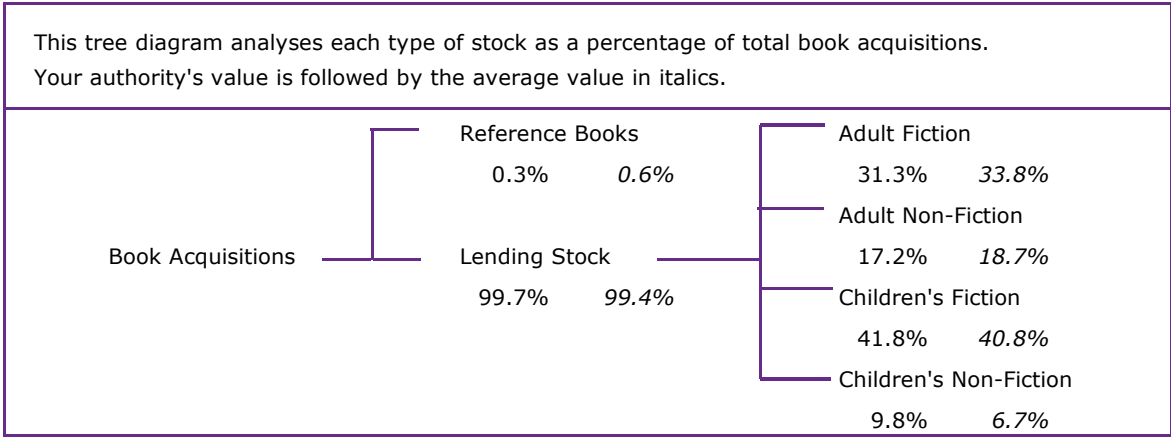 This tree diagram analyses each type of stock as a percentage of total book acquisitions.
Your authority's value is followed by the average value in italics.
Reference Books
0.3% 0.6%
Book Acquisitions
Lending Stock
99.7% 99.4%
Adult Fiction
31.3% 33.8%
Adult Non-Fiction
17.2% 18.7%
Children's Fiction
41.8% 40.8%
Children's Non-Fiction
9.8% 6.7%